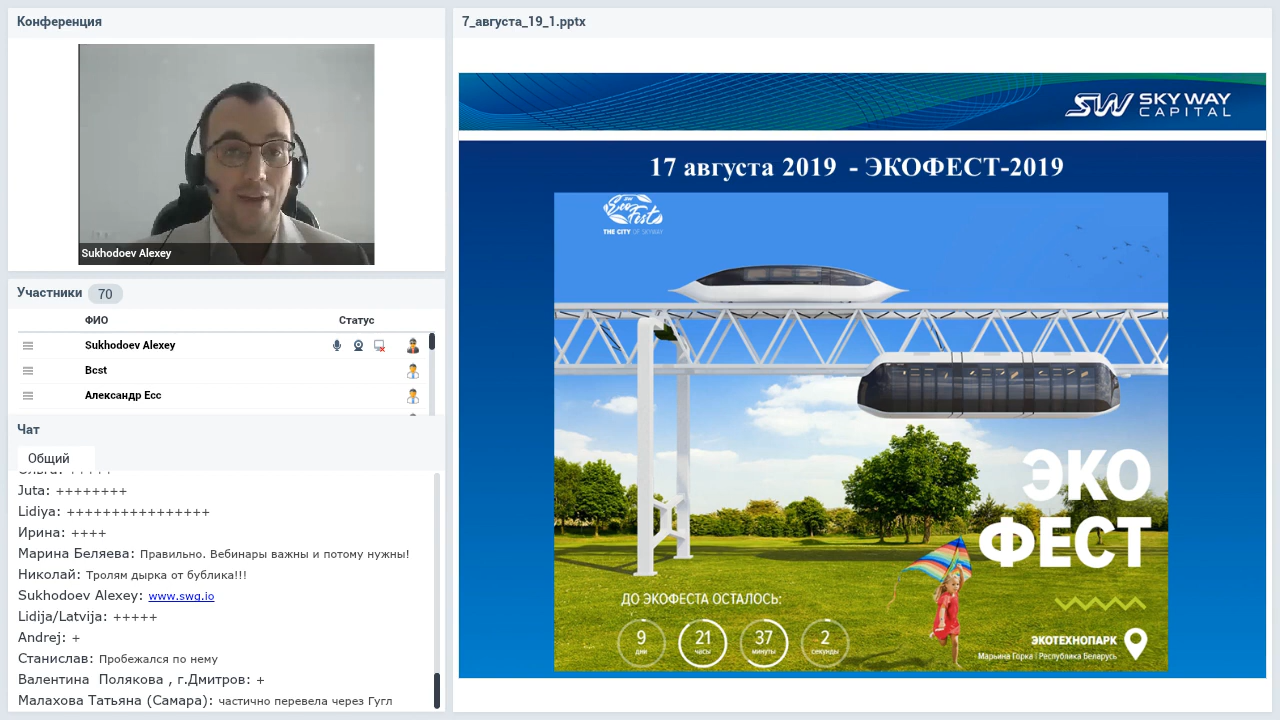 Конференция
Sukhodoev Alexey
Участники 70
ФИО Статус
Sukhodoev Alexey
Bcst
Александр Есс
Чат
Общий
Juta: ++++++++
Lidiya: ++++++++++++++++
Ирина: ++++
Марина Беляева: Правильно. Вебинары важны и потому нужны!
Николай: Тролям дырка от бублика!!!
Sukhodoev Alexey: www.swg.io
Lidija/Latvija: +++++
Andrej: +
Станислав: Пробежался по нему
Валентина Полякова , г.Дмитров: +
Малахова Татьяна (Самара): частично перевела через Гугл
7_августа_19_1.pptx
SW SKY WAY
CAPITAL
17 августа 2019 - ЭКОФЕСТ-2019
EcoFest
THE CITY OF SKYWAY
ЭКО
ФЕСТ
ДО ЭКОФЕСТА ОСТАЛОСЬ:
9 21 37 2
дни часы минуты секунды
ЭКОТЕХНОПАРК
Марьина Горка | Республика Беларусь